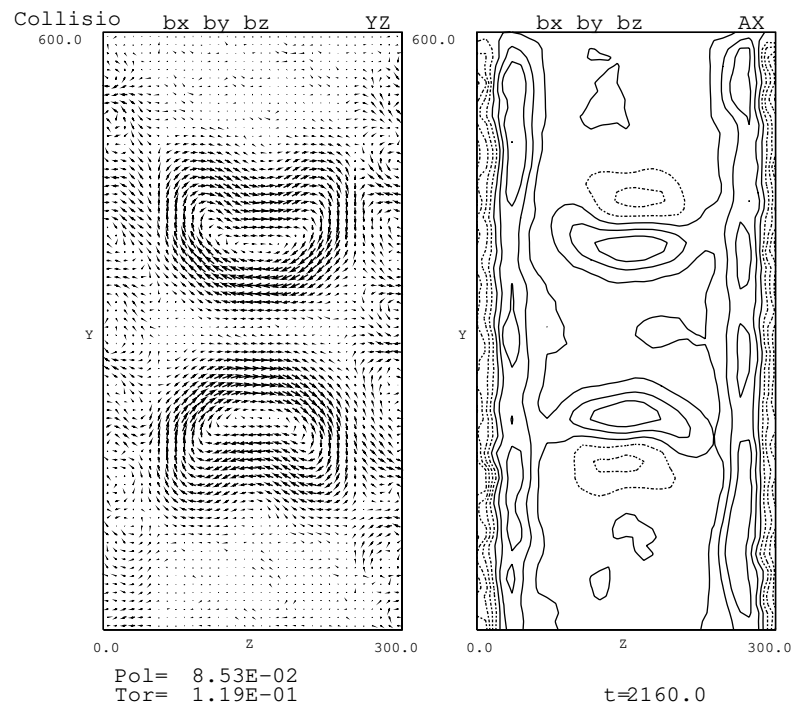 Collisio bx by bz YZ
bx by bz AX
600.0
600.0
Y
Y
0.0 Z 300.0
0.0 Z 300.0
Pol= 8.53E-02
Tor= 1.19E-01
t=2160.0